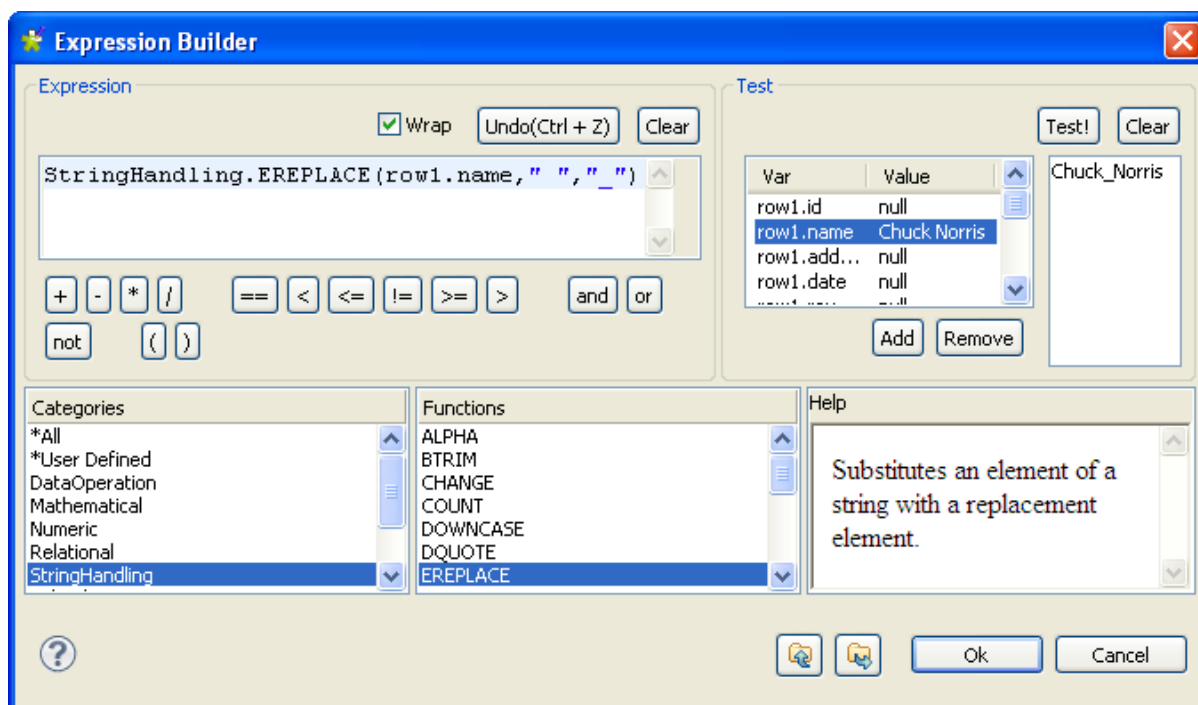 Expression Builder
Expression
Wrap
Undo(Ctrl + Z)
Clear
StringHandling.EREPLACE(row1.name," ","_")
+ - * / == < <= != >= > and or
not ( )
Test
Test! Clear
Var Value
row1.id null
row1.name Chuck Norris
row1.add... null
row1.date null
Add Remove
Chuck_Norris
Categories
*All
*User Defined
DataOperation
Mathematical
Numeric
Relational
StringHandling
Functions
ALPHA
BTRIM
CHANGE
COUNT
DOWNCASE
DQUOTE
EREPLACE
Help
Substitutes an element of a
string with a replacement
element.
?
Ok Cancel